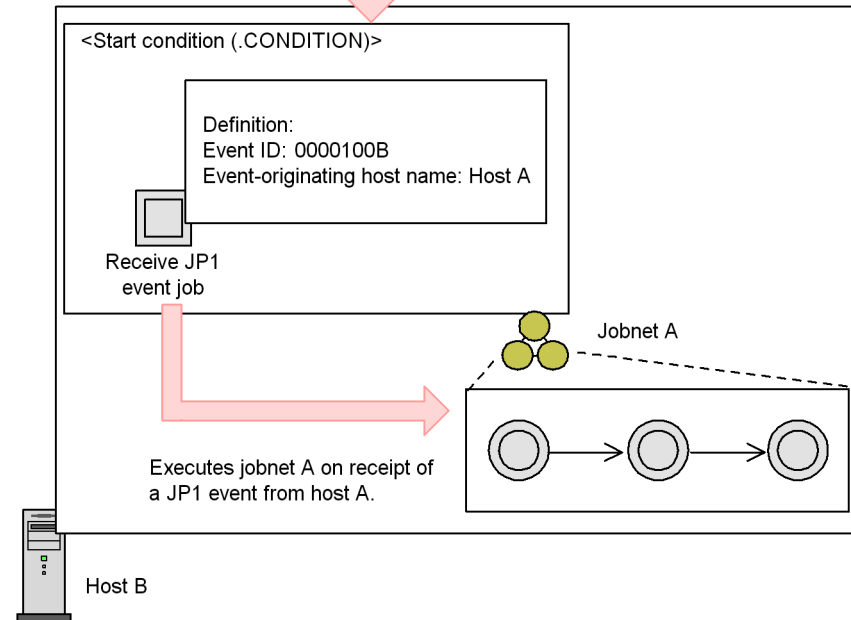 <Start condition (.CONDITION)>
Definition:
Event ID: 0000100B
Event-originating host name: Host A
Receive JP1
event job
Jobnet A
Executes jobnet A on receipt of
a JP1 event from host A.
Host B